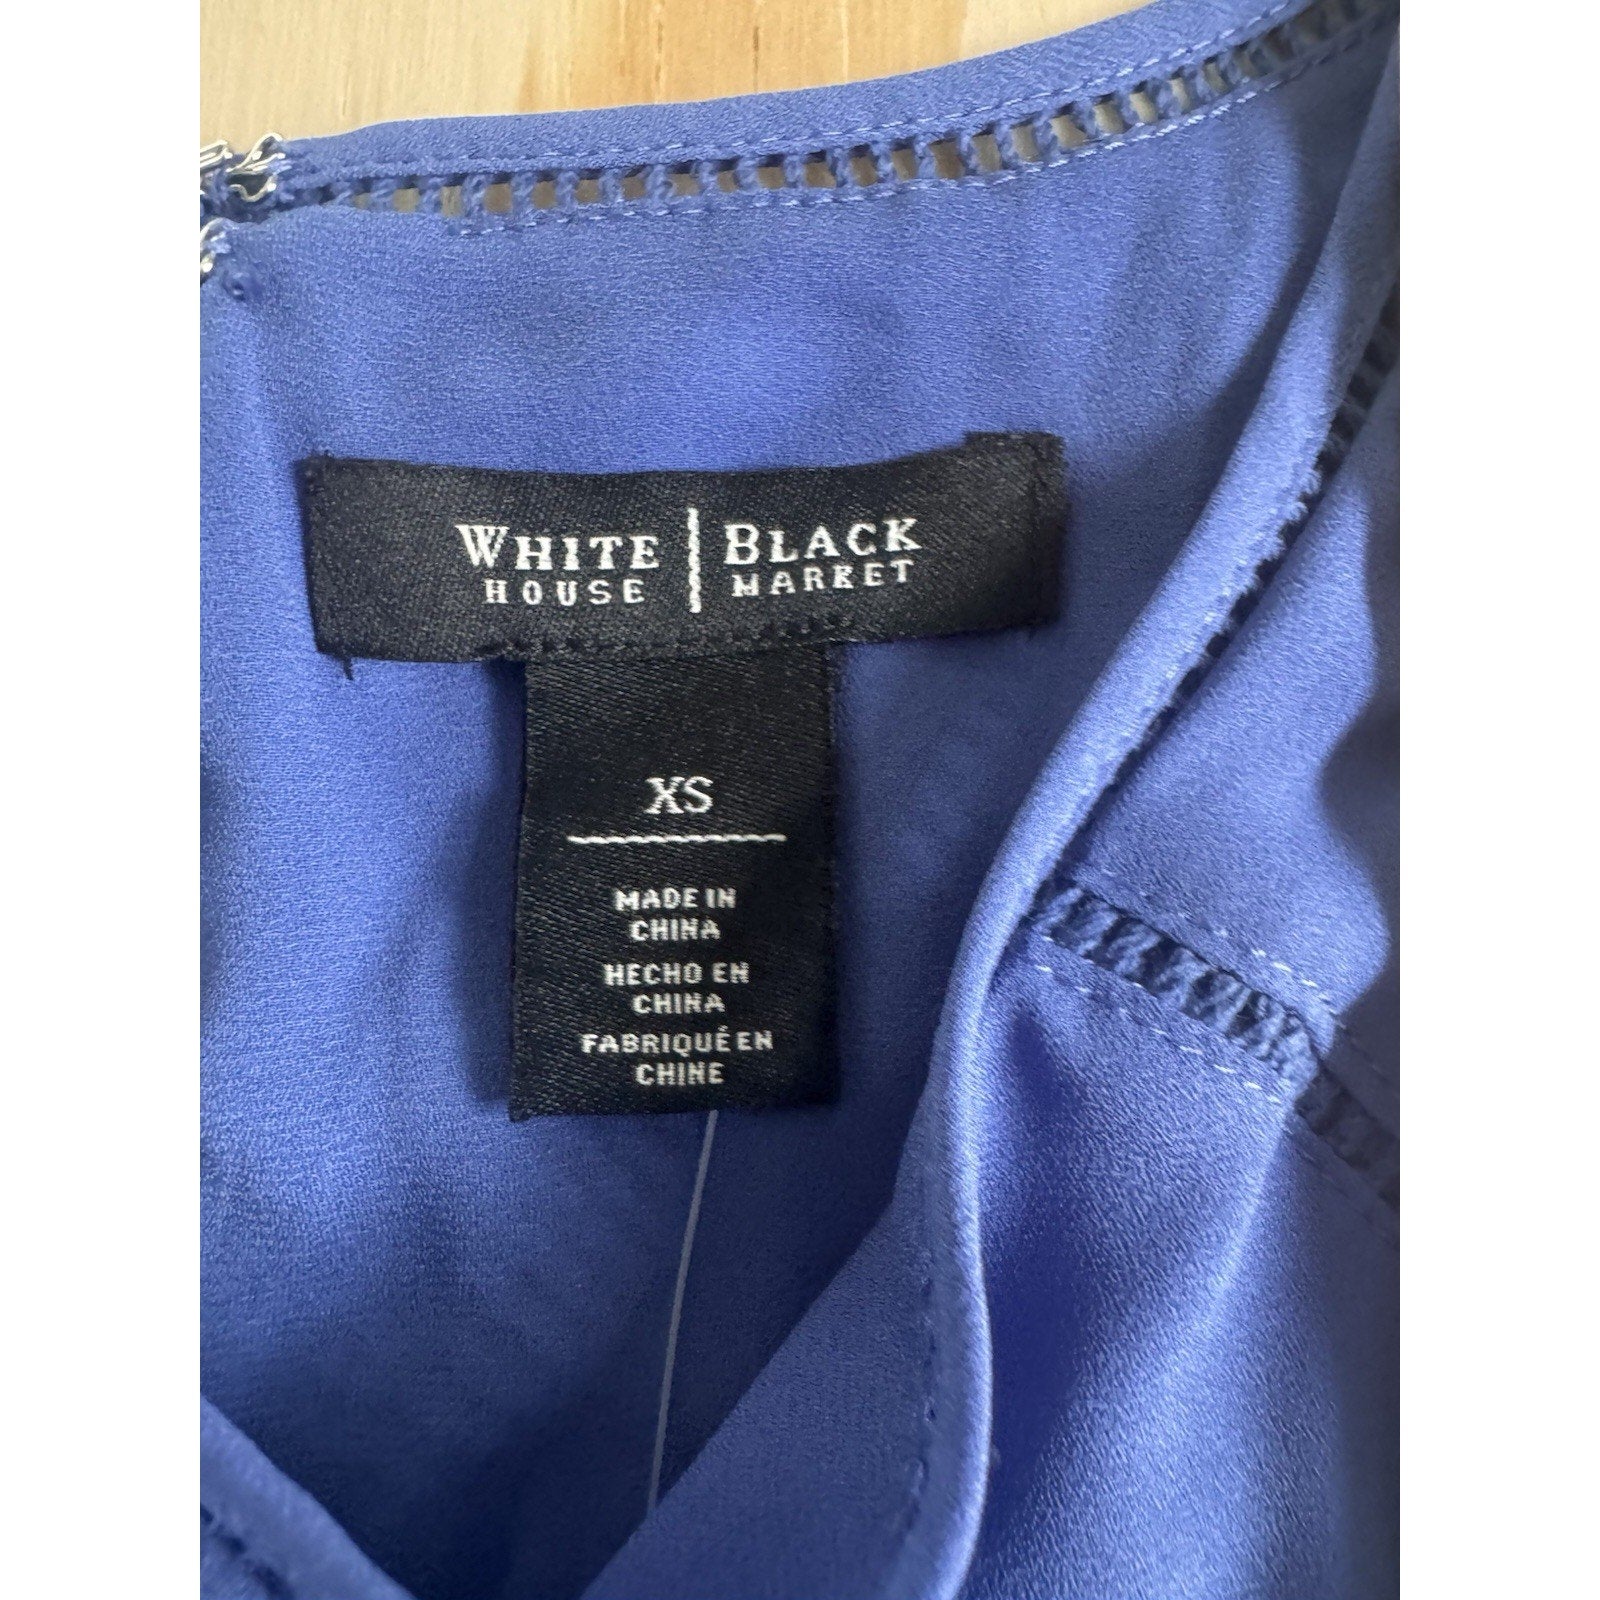 WHITE | BLACK
HOUSE | MARKET
XS
MADE IN
CHINA
HECHO EN
CHINA
FABRIQUÉ EN
CHINE